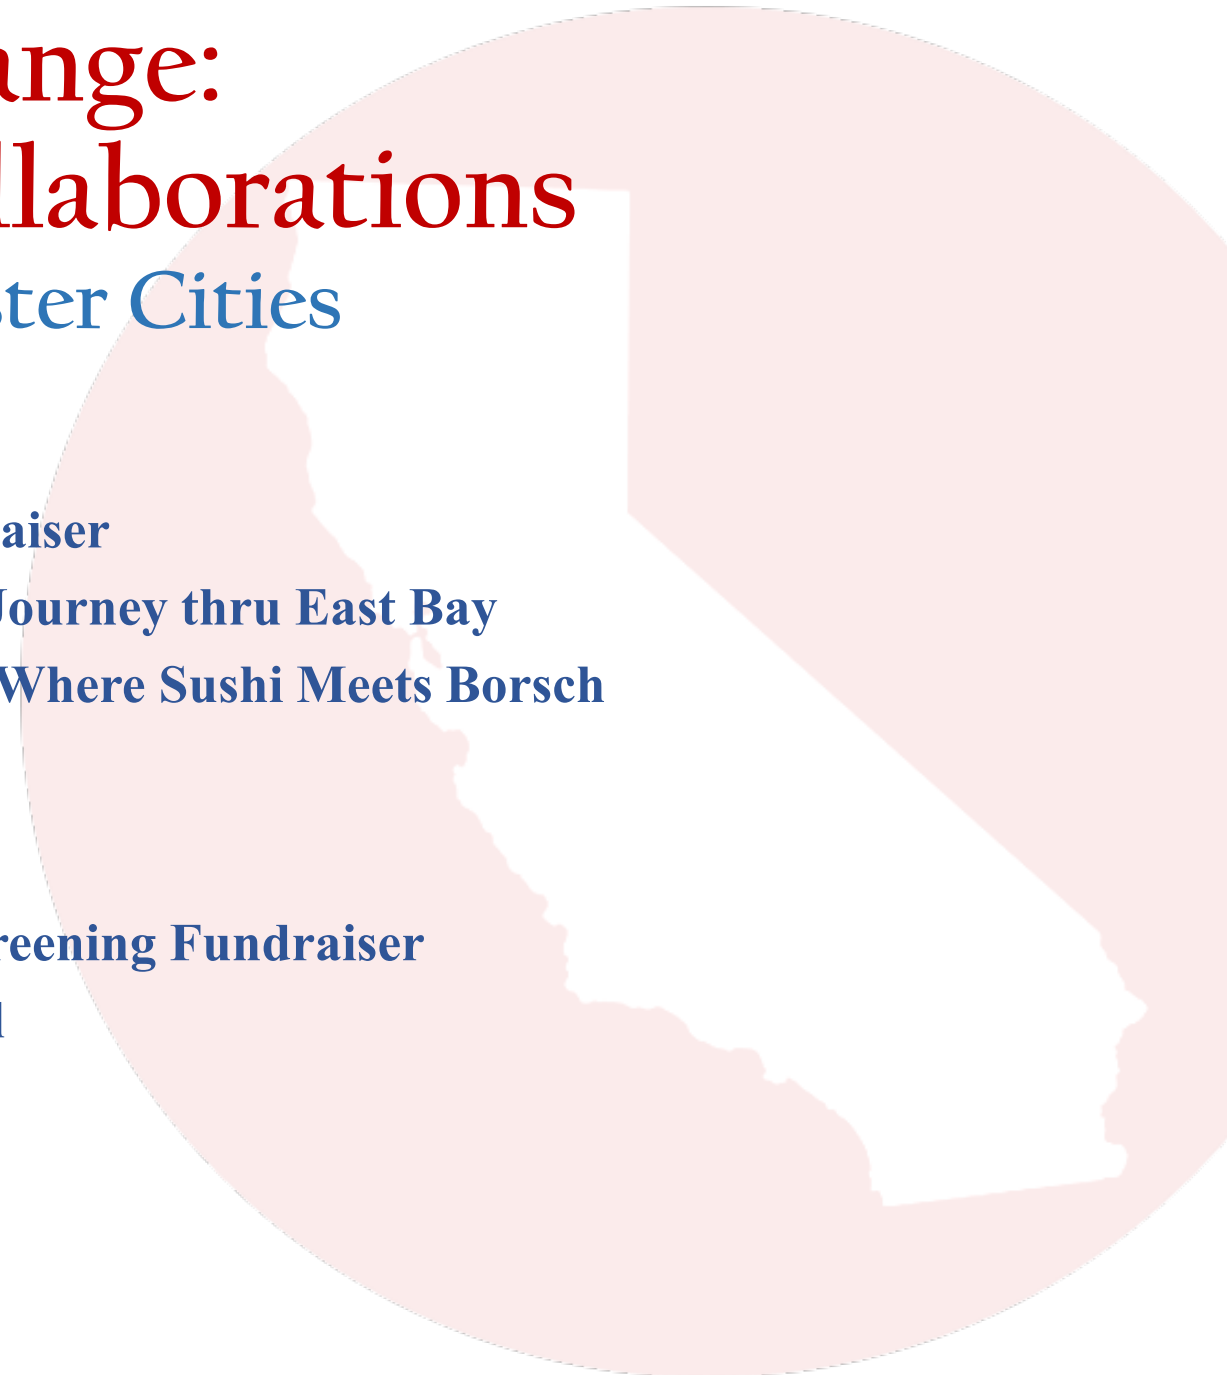 ange:
llaborations
ster Cities
aiser
Journey thru East Bay
Where Sushi Meets Borsch
reening Fundraiser
l